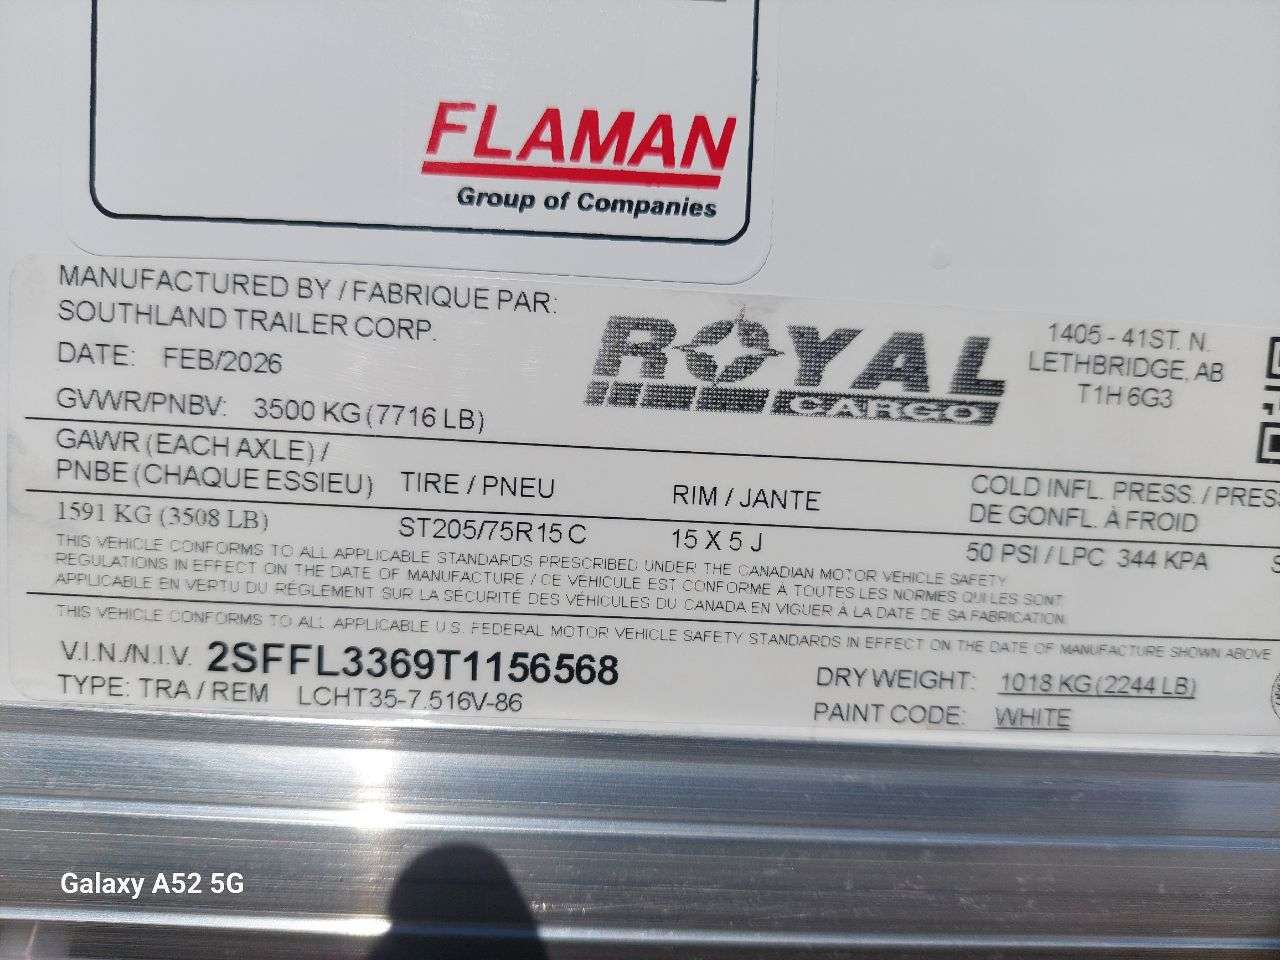 FLAMAN
Group of Companies
MANUFACTURED BY / FABRIQUE PAR:
SOUTHLAND TRAILER CORP.
DATE: FEB/2026
GVWR/PNBV: 3500 KG (7716 LB)
ROYAL
CARGO
1405 - 41ST. N.
LETHBRIDGE, AB
T1H 6G3
GAWR (EACH AXLE) /
PNBE (CHAQUE ESSIEU)
TIRE / PNEU
RIM / JANTE
COLD INFL. PRESS. / PRES
DE GONFL. À FROID
1591 KG (3508 LB)
ST205/75R15 C
15 X 5 J
50 PSI / LPC 344 KPA
THIS VEHICLE CONFORMS TO ALL APPLICABLE STANDARDS PRESCRIBED UNDER THE CANADIAN MOTOR VEHICLE SAFETY
REGULATIONS IN EFFECT ON THE DATE OF MANUFACTURE / CE VÉHICULE EST CONFORME À TOUTES LES NORMES QUI LES SONT
APPLICABLE EN VERTU DU RÉGLEMENT SUR LA SÉCURITÉ DES VÉHICULES DU CANADA EN VIGUER À LA DATE DE SA FABRICATION.
THIS VEHICLE CONFORMS TO ALL APPLICABLE U.S. FEDERAL MOTOR VEHICLE SAFETY STANDARDS IN EFFECT ON THE DATE OF MANUFACTURE SHOWN ABOVE
V.I.N./N.I.V. 2SFFL3369T1156568
TYPE: TRA / REM LCHT35-7.516V-86
DRY WEIGHT: 1018 KG (2244 LB)
PAINT CODE: WHITE
Galaxy A52 5G